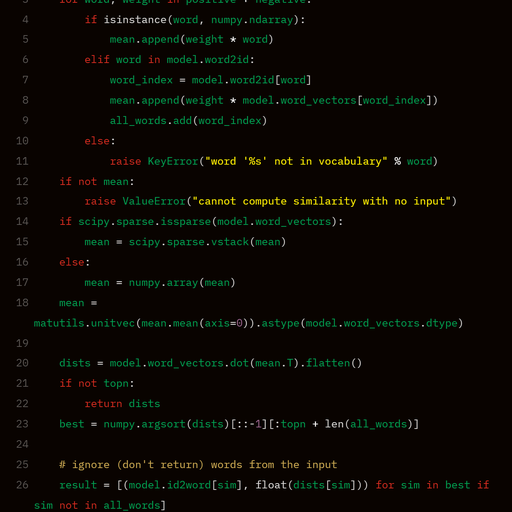 3 for word, weight in positive + negative:
4 if isinstance(word, numpy.ndarray):
5 mean.append(weight * word)
6 elif word in model.word2id:
7 word_index = model.word2id[word]
8 mean.append(weight * model.word_vectors[word_index])
9 all_words.add(word_index)
10 else:
11 raise KeyError("word '%s' not in vocabulary" % word)
12 if not mean:
13 raise ValueError("cannot compute similarity with no input")
14 if scipy.sparse.issparse(model.word_vectors):
15 mean = scipy.sparse.vstack(mean)
16 else:
17 mean = numpy.array(mean)
18 mean =
matutils.unitvec(mean.mean(axis=0)).astype(model.word_vectors.dtype)
19
20 dists = model.word_vectors.dot(mean.T).flatten()
21 if not topn:
22 return dists
23 best = numpy.argsort(dists)[::-1][:topn + len(all_words)]
24
25 # ignore (don't return) words from the input
26 result = [(model.id2word[sim], float(dists[sim])) for sim in best if
sim not in all_words]